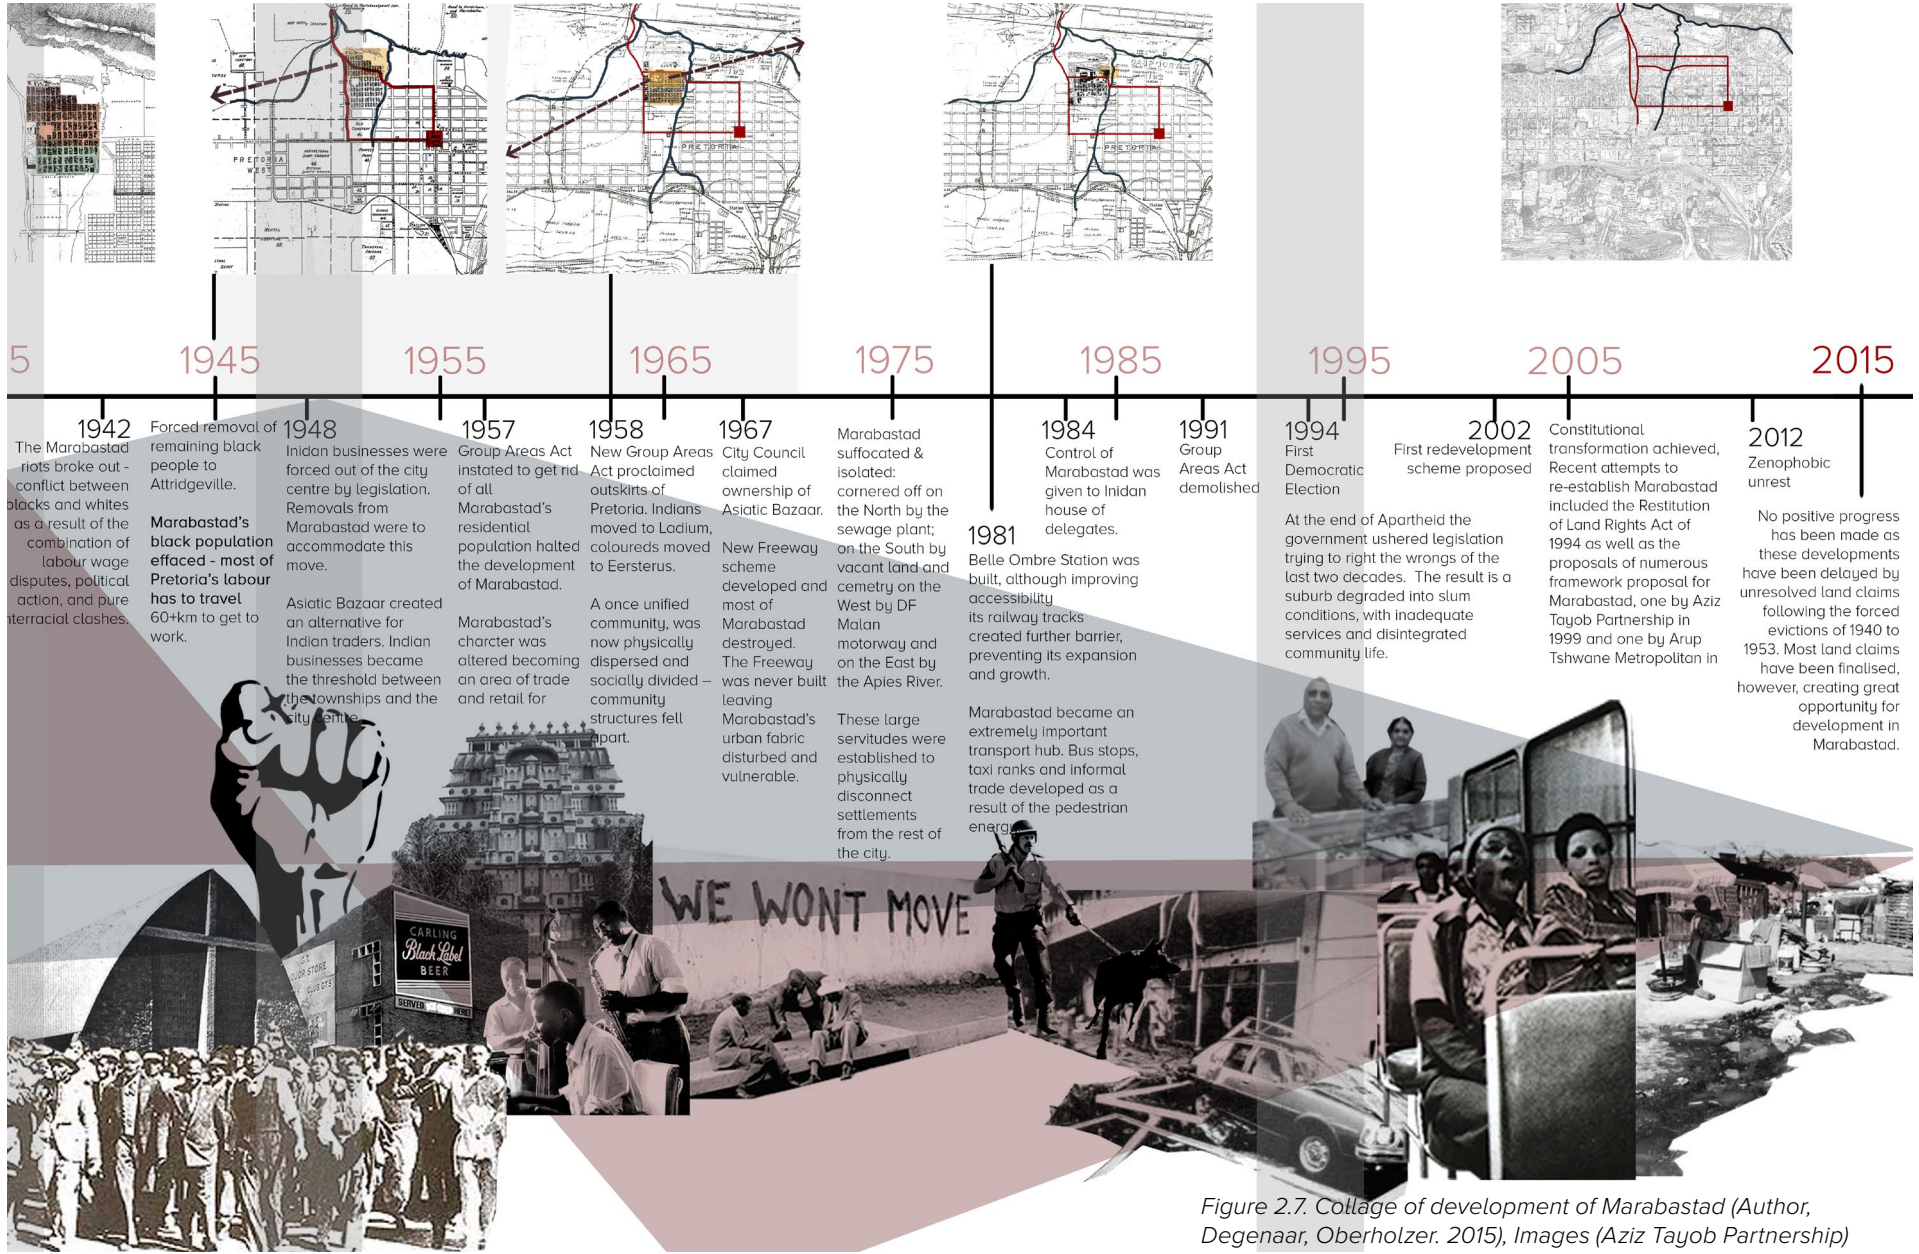 5
1945
1955
1965
1975
1985
1995
2005
2015
1942
The Marabastad
riots broke out -
conflict between
blacks and whites
as a result of the
combination of
labour wage
disputes, political
action, and pure
nterracial clashes.
Forced removal of
remaining black
people to
Attridgeville.
Marabastad's
black population
effaced - most of
Pretoria's labour
has to travel
60+km to get to
work.
1948
Inidan businesses were
forced out of the city
centre by legislation.
Removals from
Marabastad were to
accommodate this
move.
Asiatic Bazaar created
an alternative for
Indian traders. Indian
businesses became
the threshold between
the townships and the
city centre.
1957
Group Areas Act
instated to get rid
of all
Marabastad's
residential
population halted
the development
of Marabastad.
Marabastad's
charcter was
altered becoming
an area of trade
and retail for
1958
New Group Areas
Act proclaimed
outskirts of
Pretoria. Indians
moved to Ladium,
coloureds moved
to Eersterus.
A once unified
community, was
now physically
dispersed and
socially divided –
community
structures fell
apart.
1967
City Council
claimed
ownership of
Asiatic Bazaar.
New Freeway
scheme
developed and
most of
Marabastad
destroyed.
The Freeway
was never built
leaving
Marabastad's
urban fabric
disturbed and
vulnerable.
Marabastad
suffocated &
isolated:
cornered off on
the North by the
sewage plant;
on the South by
vacant land and
cemetry on the
West by DF
Malan
motorway and
on the East by
the Apies River.
These large
servitudes were
established to
physically
disconnect
settlements
from the rest of
the city.
1981
Belle Ombre Station was
built, although improving
accessibility
its railway tracks
created further barrier,
preventing its expansion
and growth.
Marabastad became an
extremely important
transport hub. Bus stops,
taxi ranks and informal
trade developed as a
result of the pedestrian
energy.
1984
Control of
Marabastad was
given to Inidan
house of
delegates.
1991
Group
Areas Act
demolished
1994
First
Democratic
Election
At the end of Apartheid the
government ushered legislation
trying to right the wrongs of the
last two decades. The result is a
suburb degraded into slum
conditions, with inadequate
services and disintegrated
community life.
2002
First redevelopment
scheme proposed
Constitutional
transformation achieved,
Recent attempts to
re-establish Marabastad
included the Restitution
of Land Rights Act of
1994 as well as the
proposals of numerous
framework proposal for
Marabastad, one by Aziz
Tayob Partnership in
1999 and one by Arup
Tshwane Metropolitan in
2012
Zenophobic
unrest
No positive progress
has been made as
these developments
have been delayed by
unresolved land claims
following the forced
evictions of 1940 to
1953. Most land claims
have been finalised,
however, creating great
opportunity for
development in
Marabastad.
PRETORIA
WEST
PRETORIA
PRETORIA
WE WONT MOVE
CARLING
Black Label
BEER
SERVED HERE!
G.T.
STORE
Figure 2.7. Collage of development of Marabastad (Author,
Degenaar, Oberholzer. 2015), Images (Aziz Tayob Partnership)